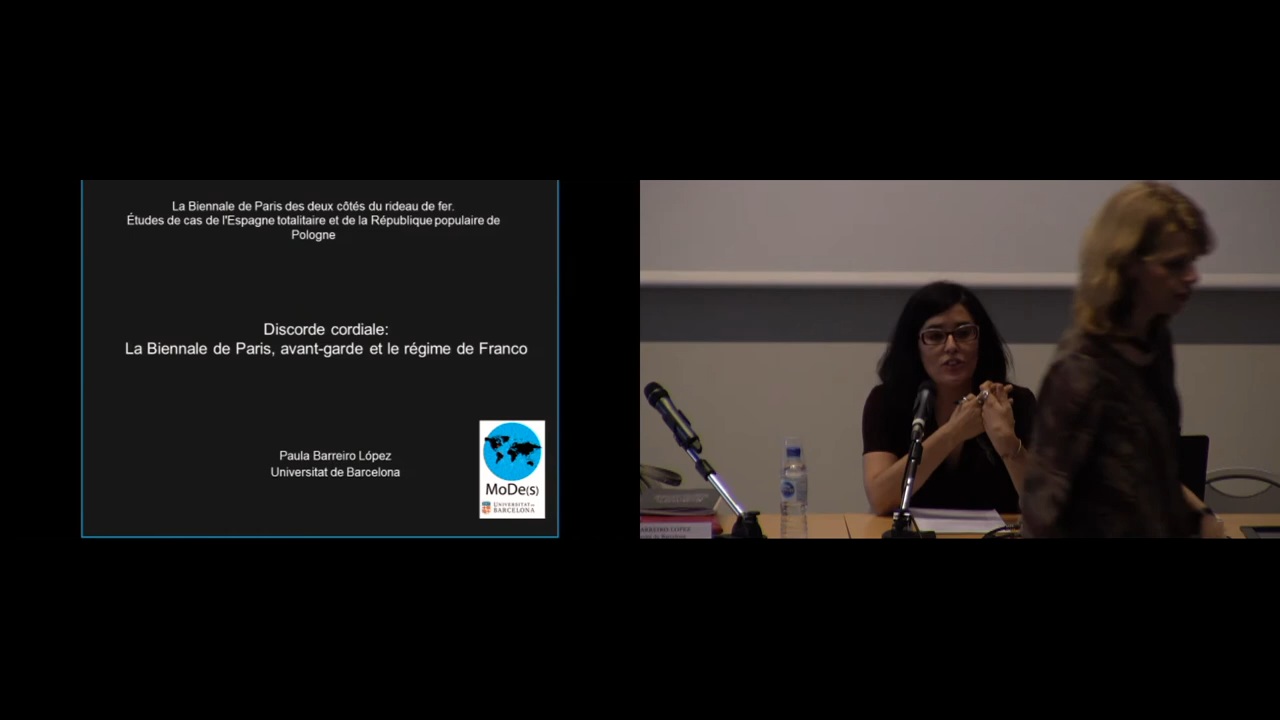 La Biennale de Paris des deux côtés du rideau de fer.
Études de cas de l'Espagne totalitaire et de la République populaire de
Pologne
Discorde cordiale:
La Biennale de Paris, avant-garde et le régime de Franco
Paula Barreiro López
Universitat de Barcelona
MoDe(s)
UNIVERSITAT DE
BARCELONA
BARREIRO LÓPEZ